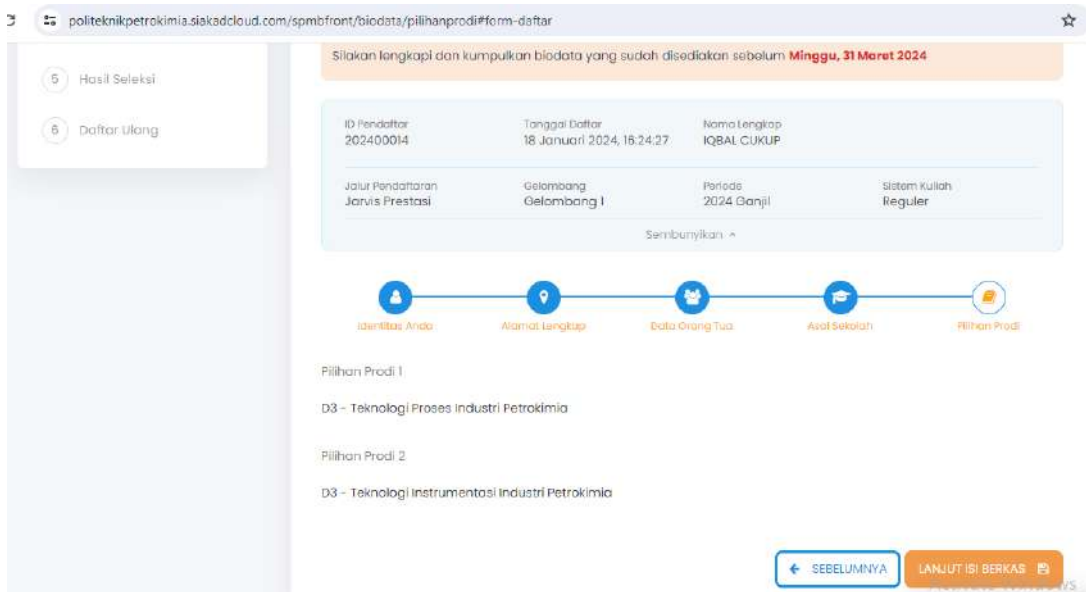 politeknikpetrokimia.siakadcloud.com/spmbfront/biodata/pilihanprodi#form-daftar
Silakan lengkapi dan kumpulkan biodata yang sudah disediakan sebelum Minggu, 31 Maret 2024
5 Hasil Seleksi
6 Daftar Ulang
ID Pendaftar Tanggal Daftar Nama Lengkap
202400014 18 Januari 2024, 16:24:27 IQBAL CUKUP
Jalur Pendaftaran Gelombang Periode Sistem Kuliah
Jarvis Prestasi Gelombang I 2024 Ganjil Reguler
Sembunyikan
Identitas Anda Alamat Lengkap Data Orang Tua Asal Sekolah Pilihan Prodi
Pilihan Prodi 1
D3 - Teknologi Proses Industri Petrokimia
Pilihan Prodi 2
D3 - Teknologi Instrumentasi Industri Petrokimia
SEBELUMNYA LANJUT ISI BERKAS